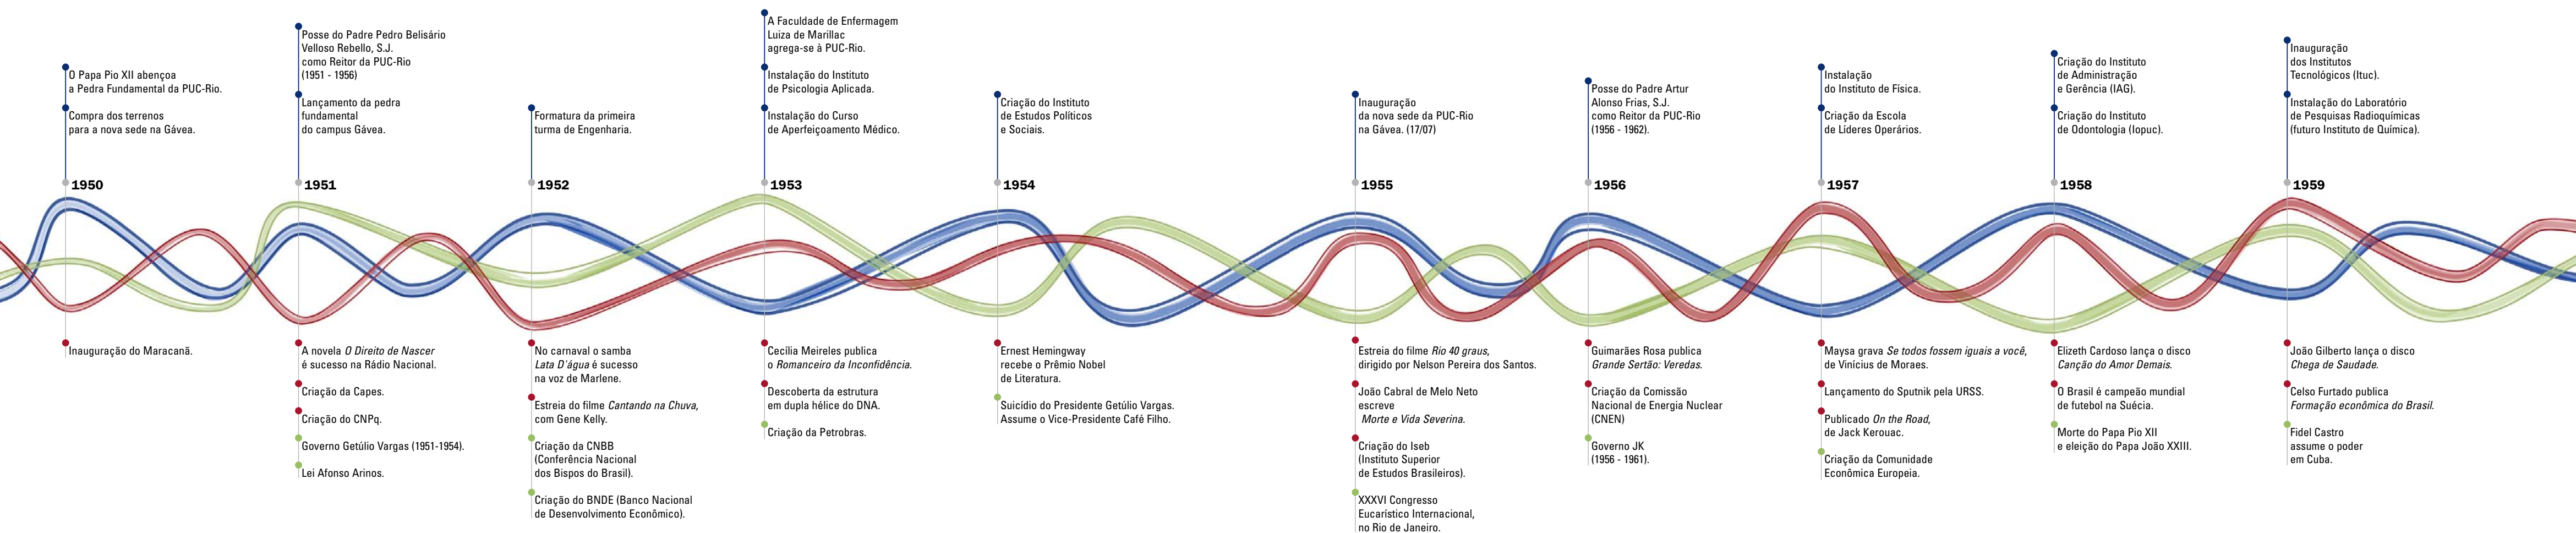 O Papa Pio XII abençoa
a Pedra Fundamental da PUC-Rio.
Compra dos terrenos
para a nova sede na Gávea.
1950
Inauguração do Maracanã.
Posse do Padre Pedro Belisário
Velloso Rebello, S.J.
como Reitor da PUC-Rio
(1951 - 1956)
Lançamento da pedra
fundamental
do campus Gávea.
1951
A novela O Direito de Nascer
é sucesso na Rádio Nacional.
Criação da Capes.
Criação do CNPq.
Governo Getúlio Vargas (1951-1954).
Lei Afonso Arinos.
Formatura da primeira
turma de Engenharia.
1952
No carnaval o samba
Lata D'água é sucesso
na voz de Marlene.
Estreia do filme Cantando na Chuva,
com Gene Kelly.
Criação da CNBB
(Conferência Nacional
dos Bispos do Brasil).
Criação do BNDE (Banco Nacional
de Desenvolvimento Econômico).
A Faculdade de Enfermagem
Luiza de Marillac
agrega-se à PUC-Rio.
Instalação do Instituto
de Psicologia Aplicada.
Instalação do Curso
de Aperfeiçoamento Médico.
1953
Cecília Meireles publica
o Romanceiro da Inconfidência.
Descoberta da estrutura
em dupla hélice do DNA.
Criação da Petrobras.
Criação do Instituto
de Estudos Políticos
e Sociais.
1954
Ernest Hemingway
recebe o Prêmio Nobel
de Literatura.
Suicídio do Presidente Getúlio Vargas.
Assume o Vice-Presidente Café Filho.
Inauguração
da nova sede da PUC-Rio
na Gávea. (17/07)
1955
Estreia do filme Rio 40 graus,
dirigido por Nelson Pereira dos Santos.
João Cabral de Melo Neto
escreve
Morte e Vida Severina.
Criação do Iseb
(Instituto Superior
de Estudos Brasileiros).
XXXVI Congresso
Eucarístico Internacional,
no Rio de Janeiro.
Posse do Padre Artur
Alonso Frias, S.J.
como Reitor da PUC-Rio
(1956 - 1962).
1956
Guimarães Rosa publica
Grande Sertão: Veredas.
Criação da Comissão
Nacional de Energia Nuclear
(CNEN)
Governo JK
(1956 - 1961).
Instalação
do Instituto de Física.
Criação da Escola
de Líderes Operários.
1957
Maysa grava Se todos fossem iguais a você,
de Vinícius de Moraes.
Lançamento do Sputnik pela URSS.
Publicado On the Road,
de Jack Kerouac.
Criação da Comunidade
Econômica Europeia.
Criação do Instituto
de Administração
e Gerência (IAG).
Criação do Instituto
de Odontologia (Iopuc).
1958
Elizeth Cardoso lança o disco
Canção do Amor Demais.
O Brasil é campeão mundial
de futebol na Suécia.
Morte do Papa Pio XII
e eleição do Papa João XXIII.
Inauguração
dos Institutos
Tecnológicos (Ituc).
Instalação do Laboratório
de Pesquisas Radioquímicas
(futuro Instituto de Química).
1959
João Gilberto lança o disco
Chega de Saudade.
Celso Furtado publica
Formação econômica do Brasil.
Fidel Castro
assume o poder
em Cuba.